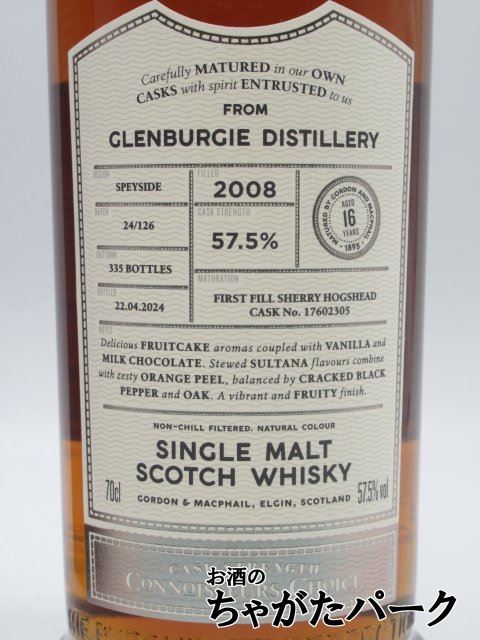 Carefully MATURED in our OWN
CASKS with spirit ENTRUSTED to us
FROM
GLENBURGIE DISTILLERY
REGION
SPEYSIDE
BATCH
24/126
OUTTURN
335 BOTTLES
BOTTLED
22.04.2024
FILLED
2008
CASK STRENGTH
57.5%
MATURED BY GORDON AND MACPHAIL
AGED
16
YEARS
1895
MATURATION
FIRST FILL SHERRY HOGSHEAD
CASK No. 17602305
NOTES
Delicious FRUITCAKE aromas coupled with VANILLA and
MILK CHOCOLATE. Stewed SULTANA flavours combine
with zesty ORANGE PEEL, balanced by CRACKED BLACK
PEPPER and OAK. A vibrant and FRUITY finish.
NON-CHILL FILTERED. NATURAL COLOUR
SINGLE MALT
SCOTCH WHISKY
70cl
GORDON & MACPHAIL, ELGIN, SCOTLAND
57.5% vol
CASK STRENGTH
CONNOISSEURS CHOICE
お酒の
ちゃがたパーク